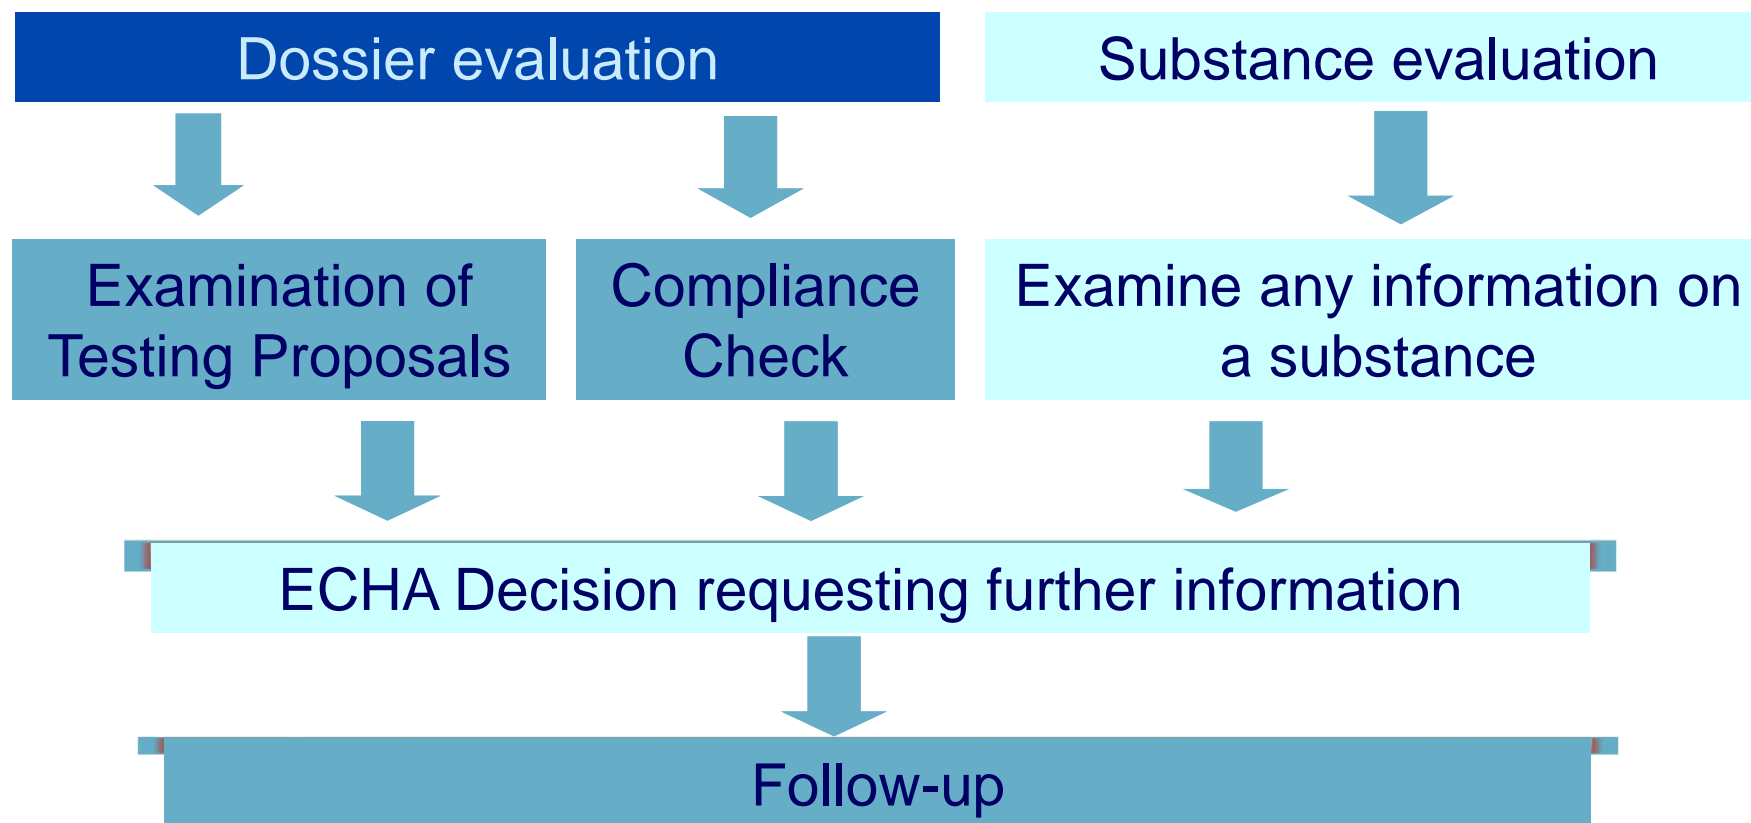 Dossier evaluation
Substance evaluation
Examination of
Testing Proposals
Compliance
Check
Examine any information on
a substance
ECHA Decision requesting further information
Follow-up